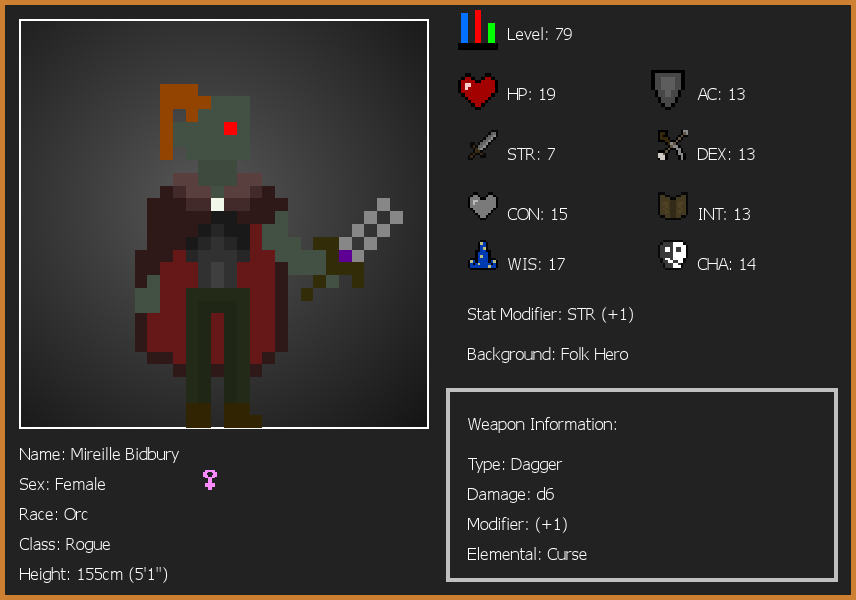 Level: 79
HP: 19
AC: 13
STR: 7
DEX: 13
CON: 15
INT: 13
WIS: 17
CHA: 14
Stat Modifier: STR (+1)
Background: Folk Hero
Weapon Information:
Type: Dagger
Damage: d6
Modifier: (+1)
Elemental: Curse
Name: Mireille Bidbury
Sex: Female
Race: Orc
Class: Rogue
Height: 155cm (5'1")